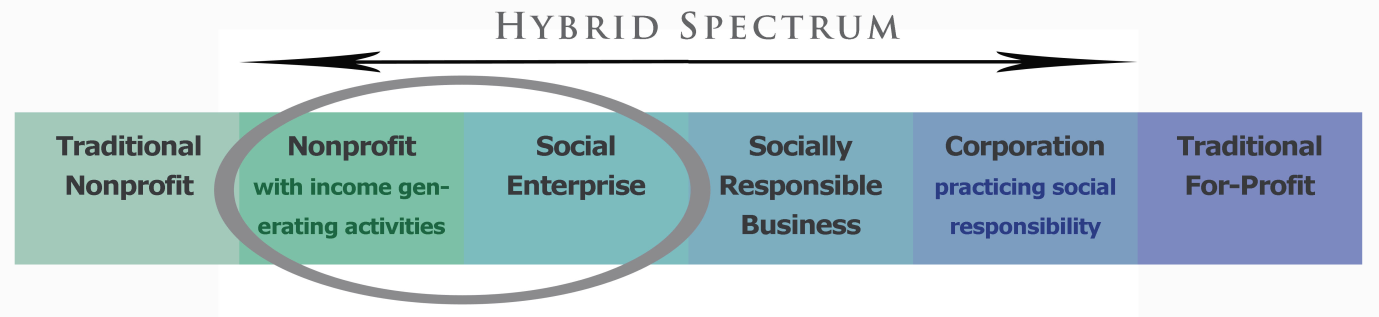 HYBRID SPECTRUM
Traditional
Nonprofit
Nonprofit
with income gen-
erating activities
Social
Enterprise
Socially
Responsible
Business
Corporation
practicing social
responsibility
Traditional
For-Profit